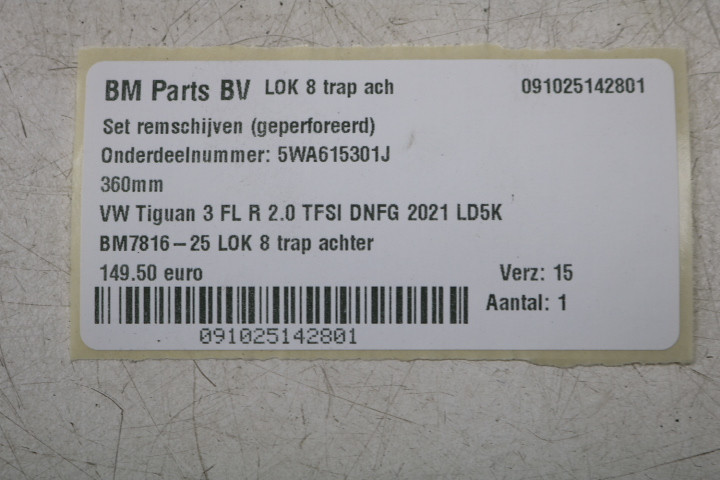 BM Parts BV LOK 8 trap ach 091025142801
Set remschijven (geperforeerd)
Onderdeelnummer: 5WA615301J
360mm
VW Tiguan 3 FL R 2.0 TFSI DNFG 2021 LD5K
BM7816-25 LOK 8 trap achter
149.50 euro Verz: 15
Aantal: 1
091025142801